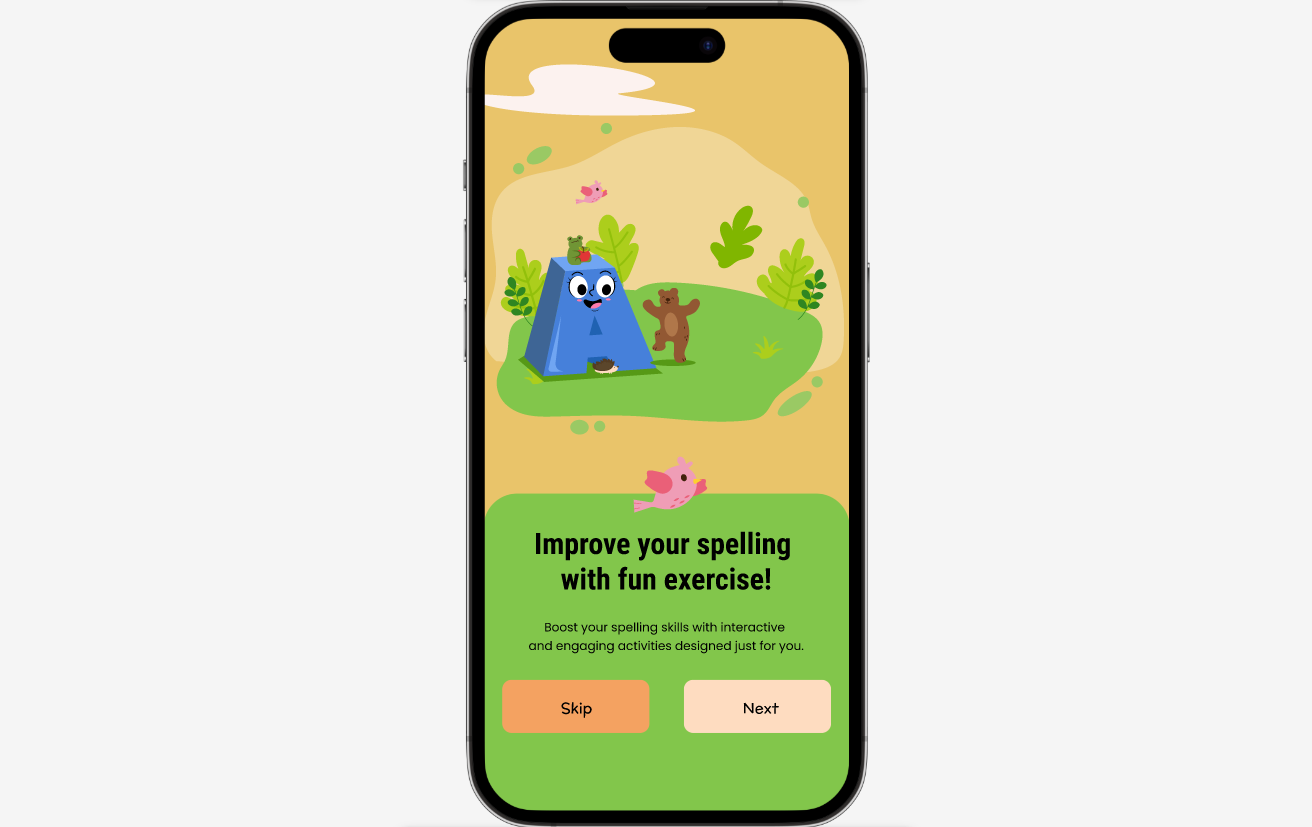 Improve your spelling
with fun exercise!
Boost your spelling skills with interactive
and engaging activities designed just for you.
Skip
Next